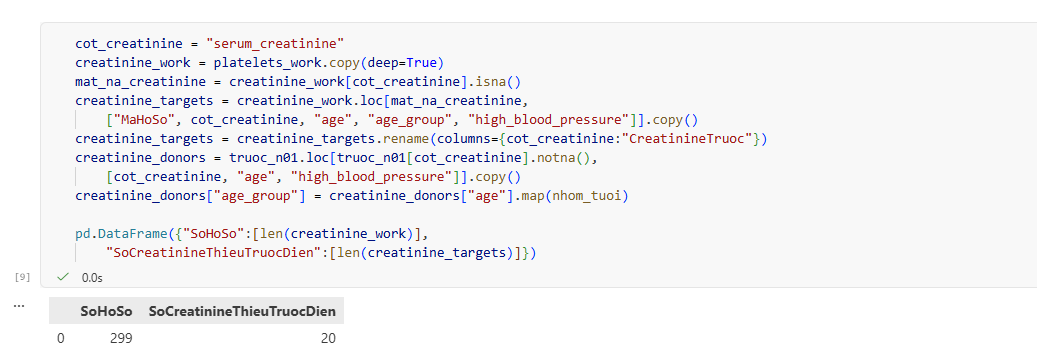 cot_creatinine = "serum_creatinine"
creatinine_work = platelets_work.copy(deep=True)
mat_na_creatinine = creatinine_work[cot_creatinine].isna()
creatinine_targets = creatinine_work.loc[mat_na_creatinine,
    ["MaHoSo", cot_creatinine, "age", "age_group", "high_blood_pressure"]].copy()
creatinine_targets = creatinine_targets.rename(columns={cot_creatinine:"CreatinineTruoc"})
creatinine_donors = truoc_n01.loc[truoc_n01[cot_creatinine].notna(),
    [cot_creatinine, "age", "high_blood_pressure"]].copy()
creatinine_donors["age_group"] = creatinine_donors["age"].map(nhom_tuoi)

pd.DataFrame({"SoHoSo":[len(creatinine_work)],
    "SoCreatinineThieuTruocDien":[len(creatinine_targets)]})
[9] ✓ 0.0s
...
SoHoSo SoCreatinineThieuTruocDien
0 299 20